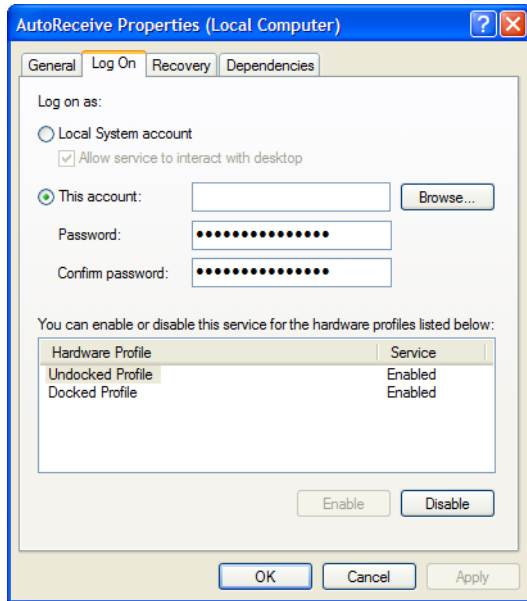 AutoReceive Properties (Local Computer)
General Log On Recovery Dependencies
Log on as:
Local System account
Allow service to interact with desktop
This account: Browse...
Password: •••••••••••••••
Confirm password: •••••••••••••••
You can enable or disable this service for the hardware profiles listed below:
Hardware Profile Service
Undocked Profile Enabled
Docked Profile Enabled
Enable Disable
OK Cancel Apply